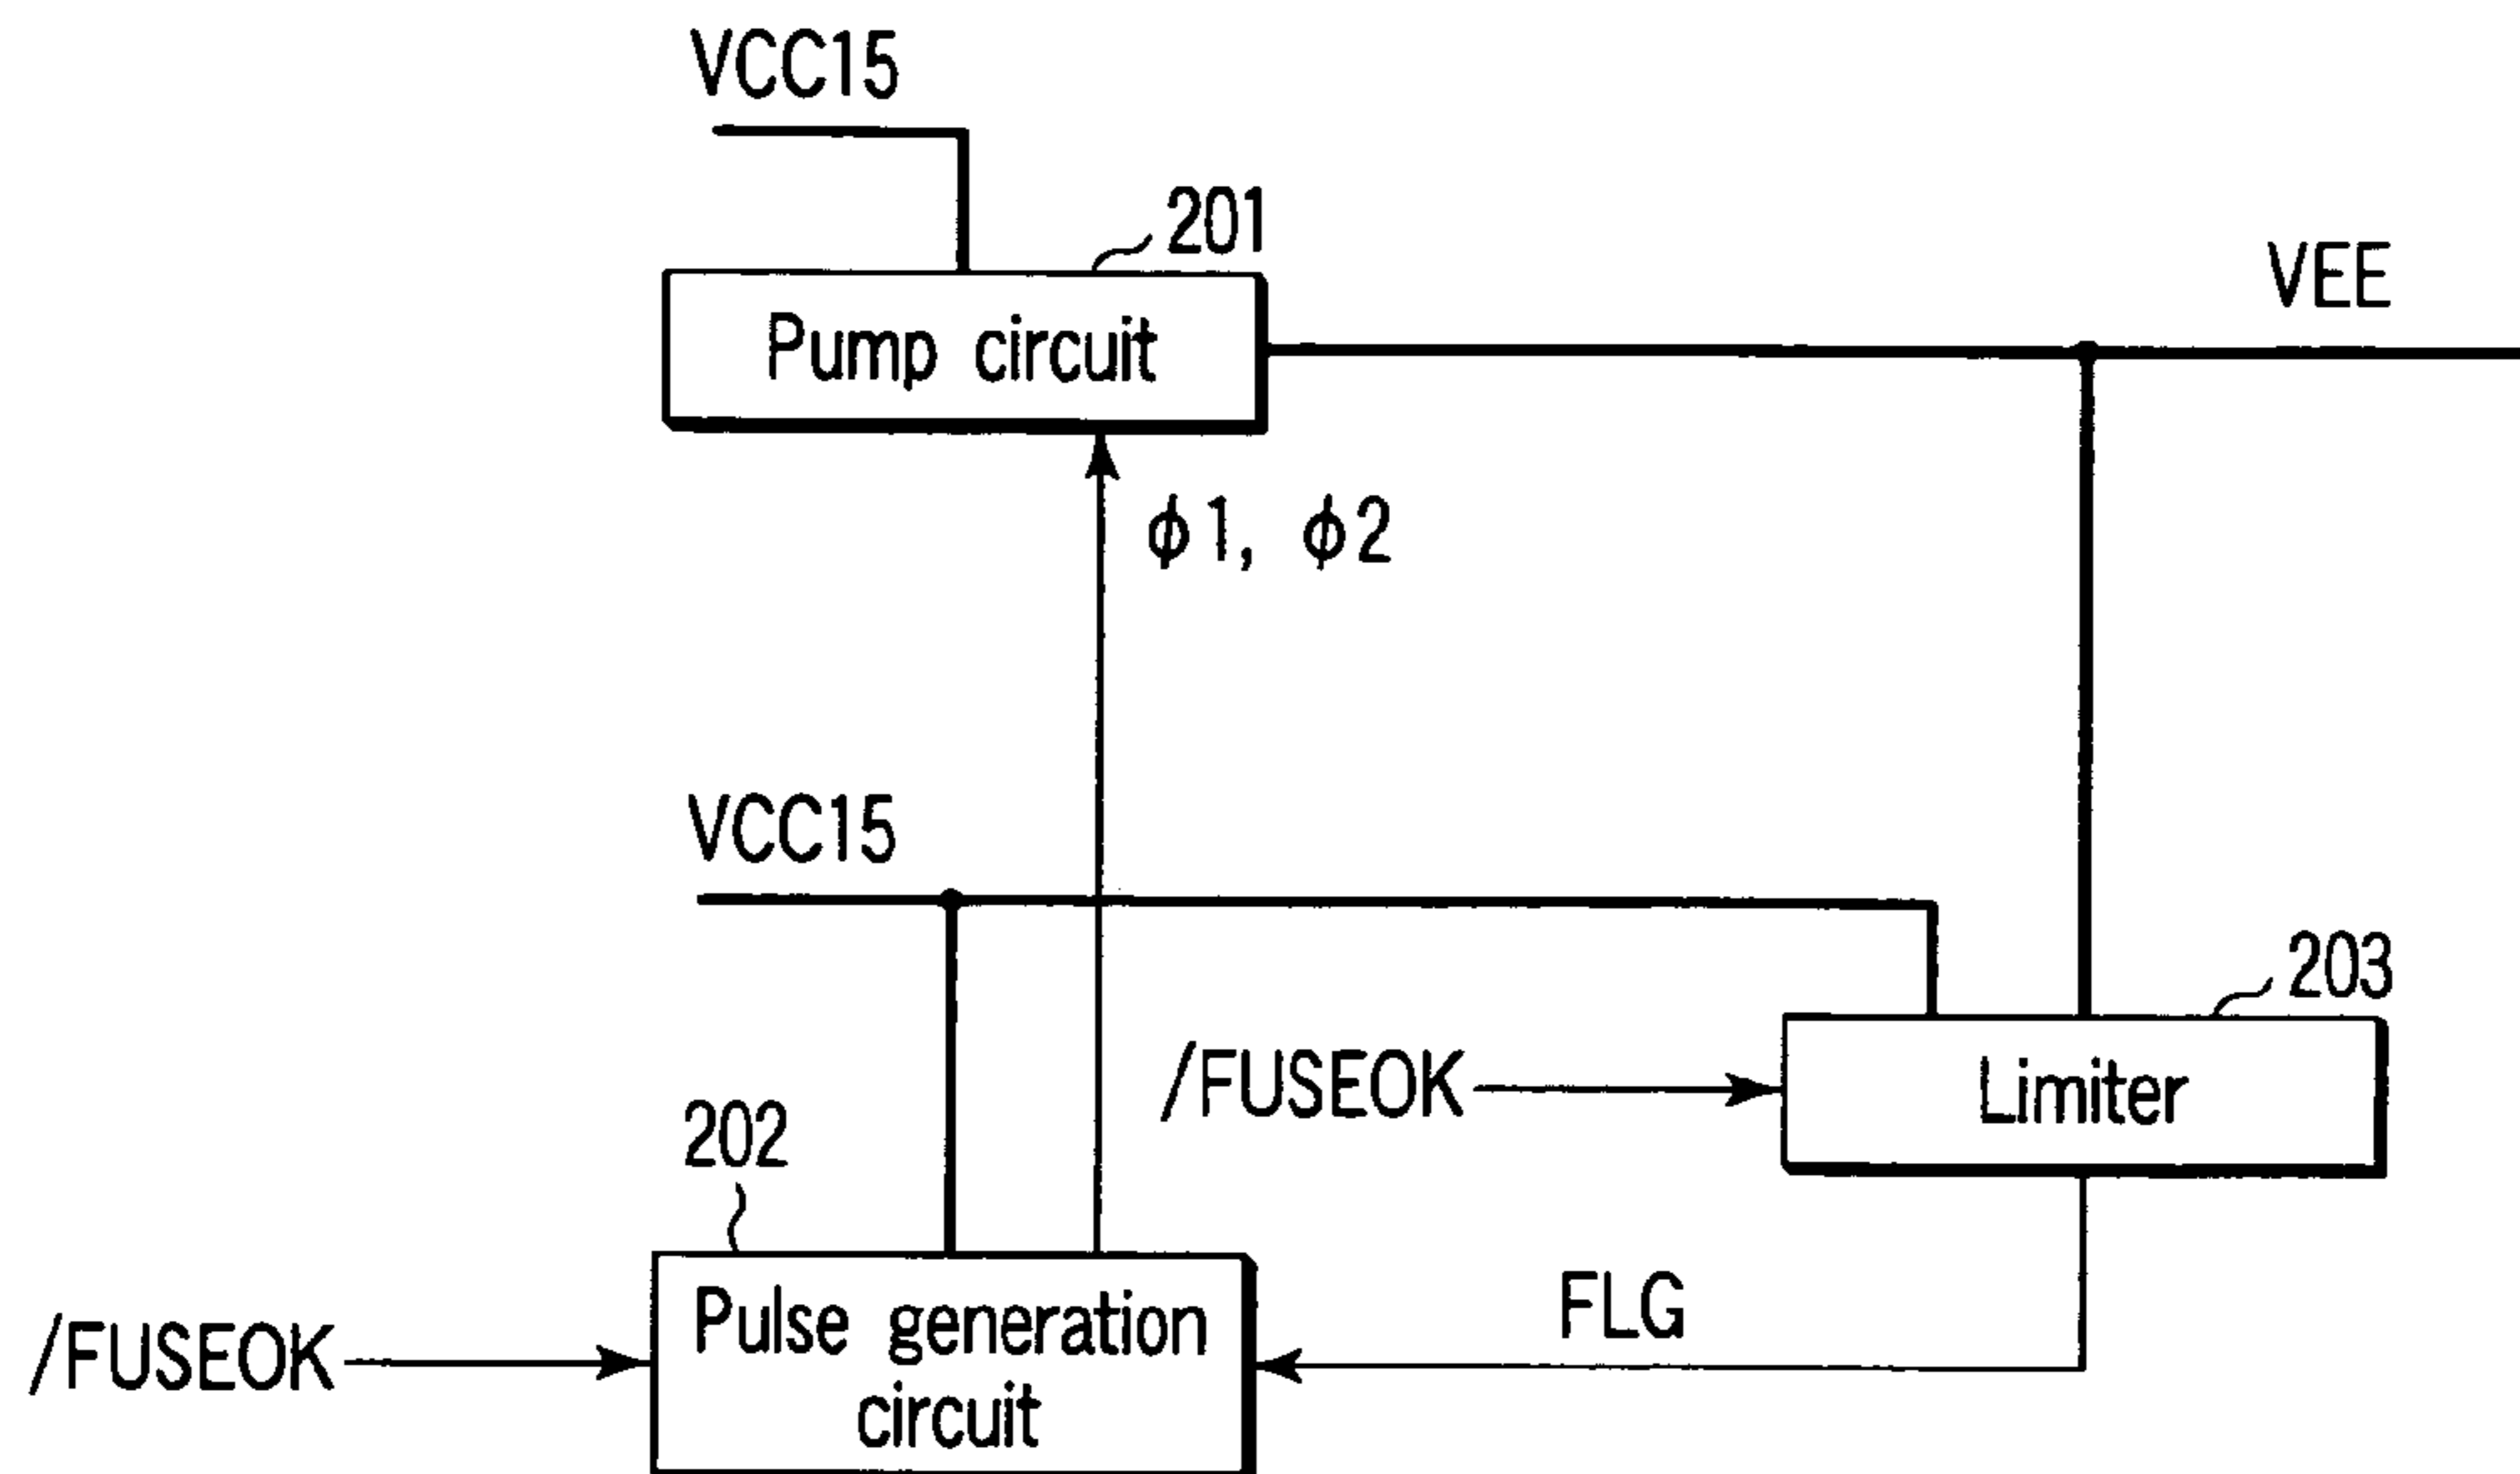 VCC15
201
VEE
Pump circuit
ϕ1, ϕ2
VCC15
203
/FUSEOK
Limiter
202
FLG
Pulse generation
circuit
/FUSEOK